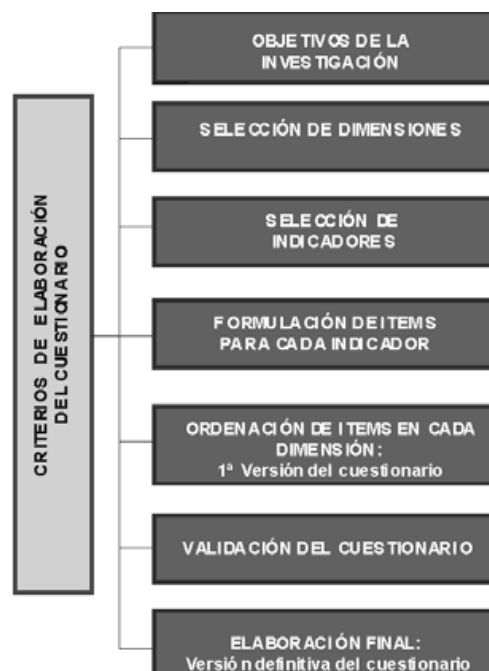 CRITERIOS DE ELABORACIÓN
DEL CUESTIONARIO
OBJETIVOS DE LA
INVESTIGACIÓN
SELECCIÓN DE DIMENSIONES
SELECCIÓN DE
INDICADORES
FORMULACIÓN DE ITEMS
PARA CADA INDICADOR
ORDENACIÓN DE ITEMS EN CADA
DIMENSIÓN:
1ª Versión del cuestionario
VALIDACIÓN DEL CUESTIONARIO
ELABORACIÓN FINAL:
Versión definitiva del cuestionario